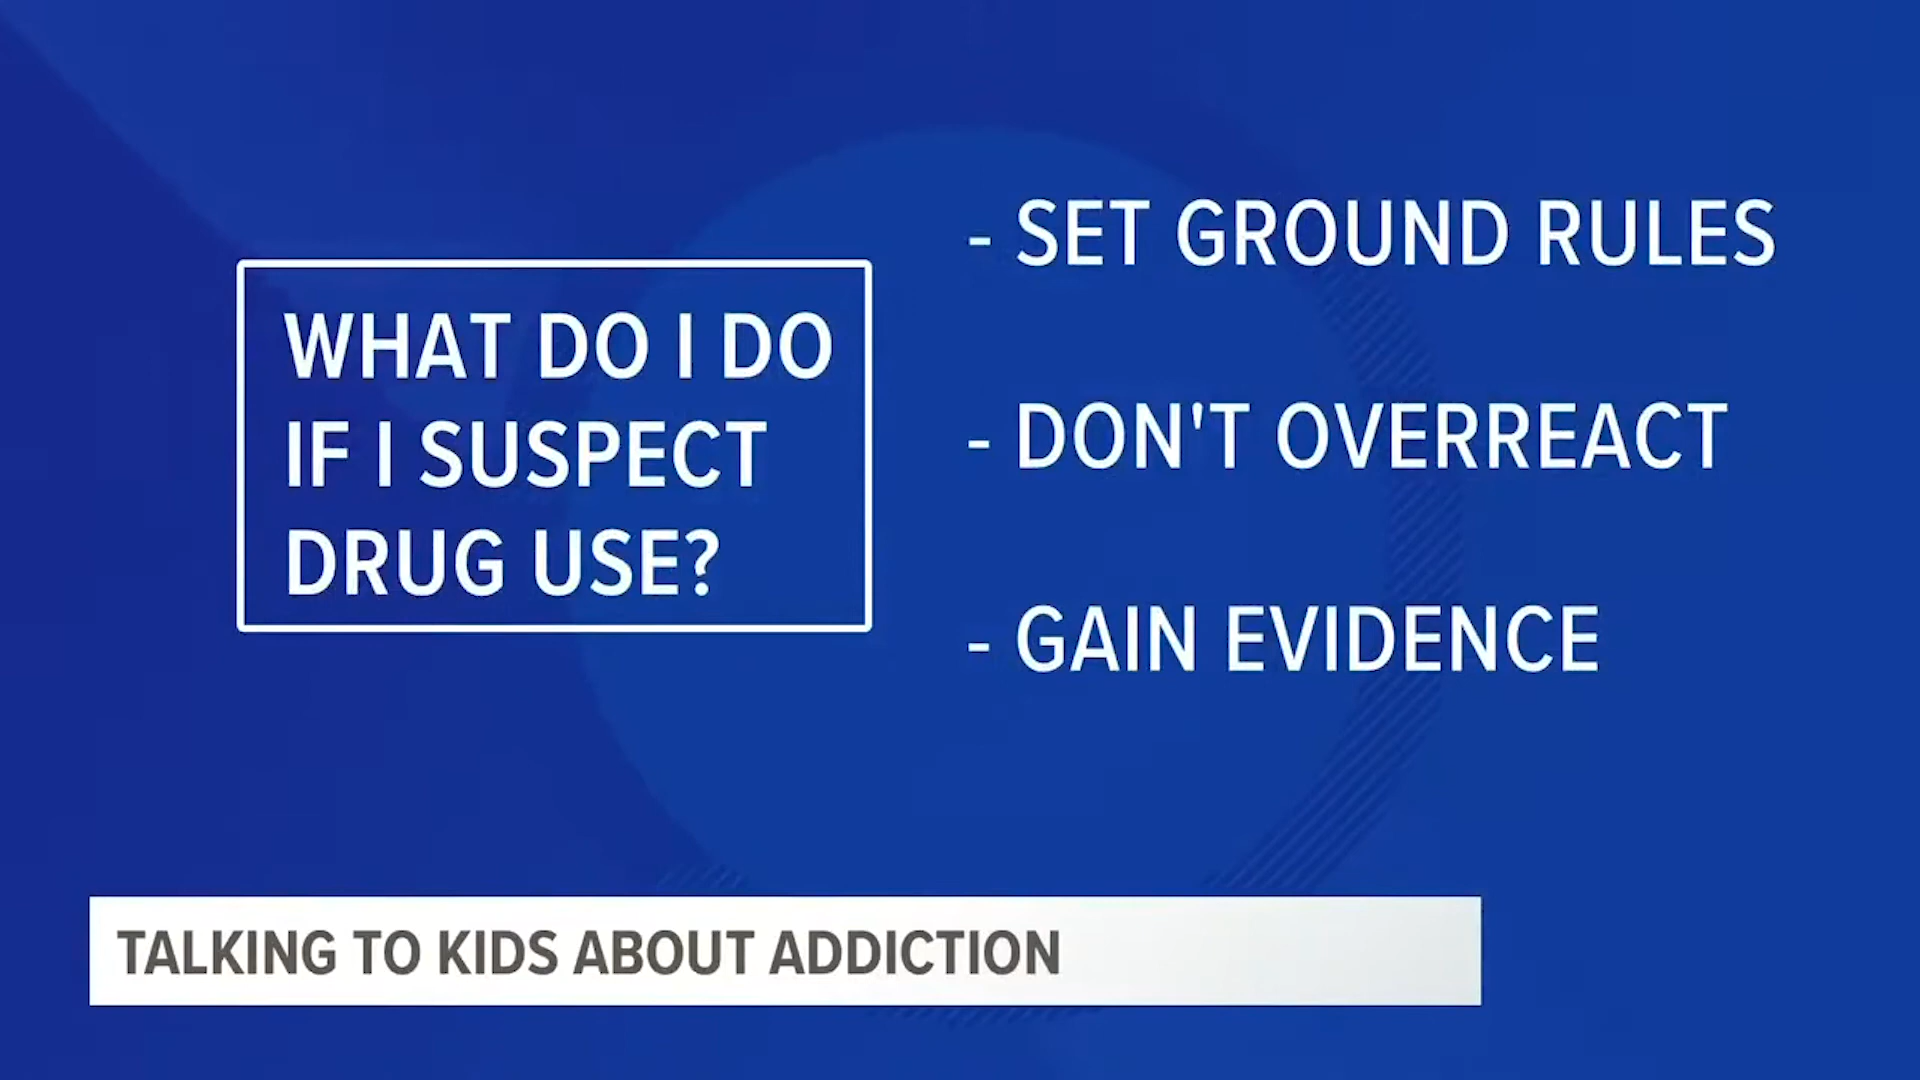 WHAT DO I DO
IF I SUSPECT
DRUG USE?
- SET GROUND RULES
- DON'T OVERREACT
- GAIN EVIDENCE
TALKING TO KIDS ABOUT ADDICTION